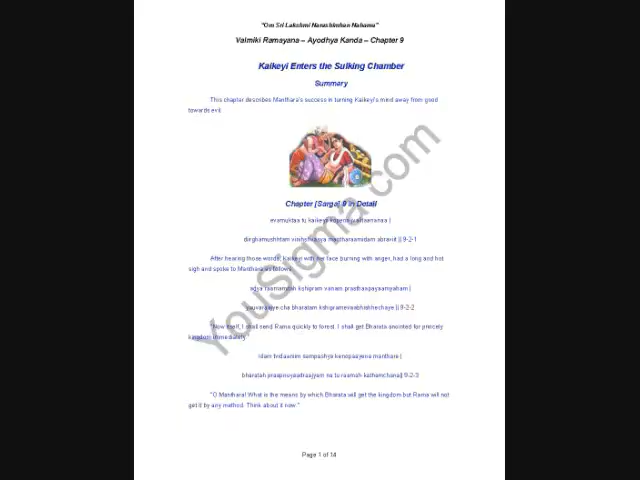 "Om Sri Lakshmi Narashimhan Nahama"
Valmiki Ramayana – Ayodhya Kanda – Chapter 9
Kaikeyi Enters the Sulking Chamber
Summary
This chapter describes Manthara's success in turning Kaikeyi's mind away from good
towards evil.
Chapter [Sarga] 9 in Detail
evamuktaa tu kaikeyi
|
abraviit || 9-2-1
After hearing those words, Kaikeyi with her face burning with anger, had a long and hot
sigh and spoke to Manthara as follows.
adya raamamitah kshipram vanam prasthaapayaamyaham |
yauvaraajye cha bharatam kshipramevaabhishhechaye || 9-2-2
"Now itself, I shall send Rama quickly to forest. I shall get Bharata anointed for princely
kingdom immediately."
idam tvidaaniim sampashya kenopaayena manthare |
bharatah praapnuyaadraajyam na tu raamah kathamchana|| 9-2-3
"O Manthara! What is the means by which Bharata will get the kingdom but Rama will not
get it by any method. Think about it now."
Page 1 of 14
YouSigma.com